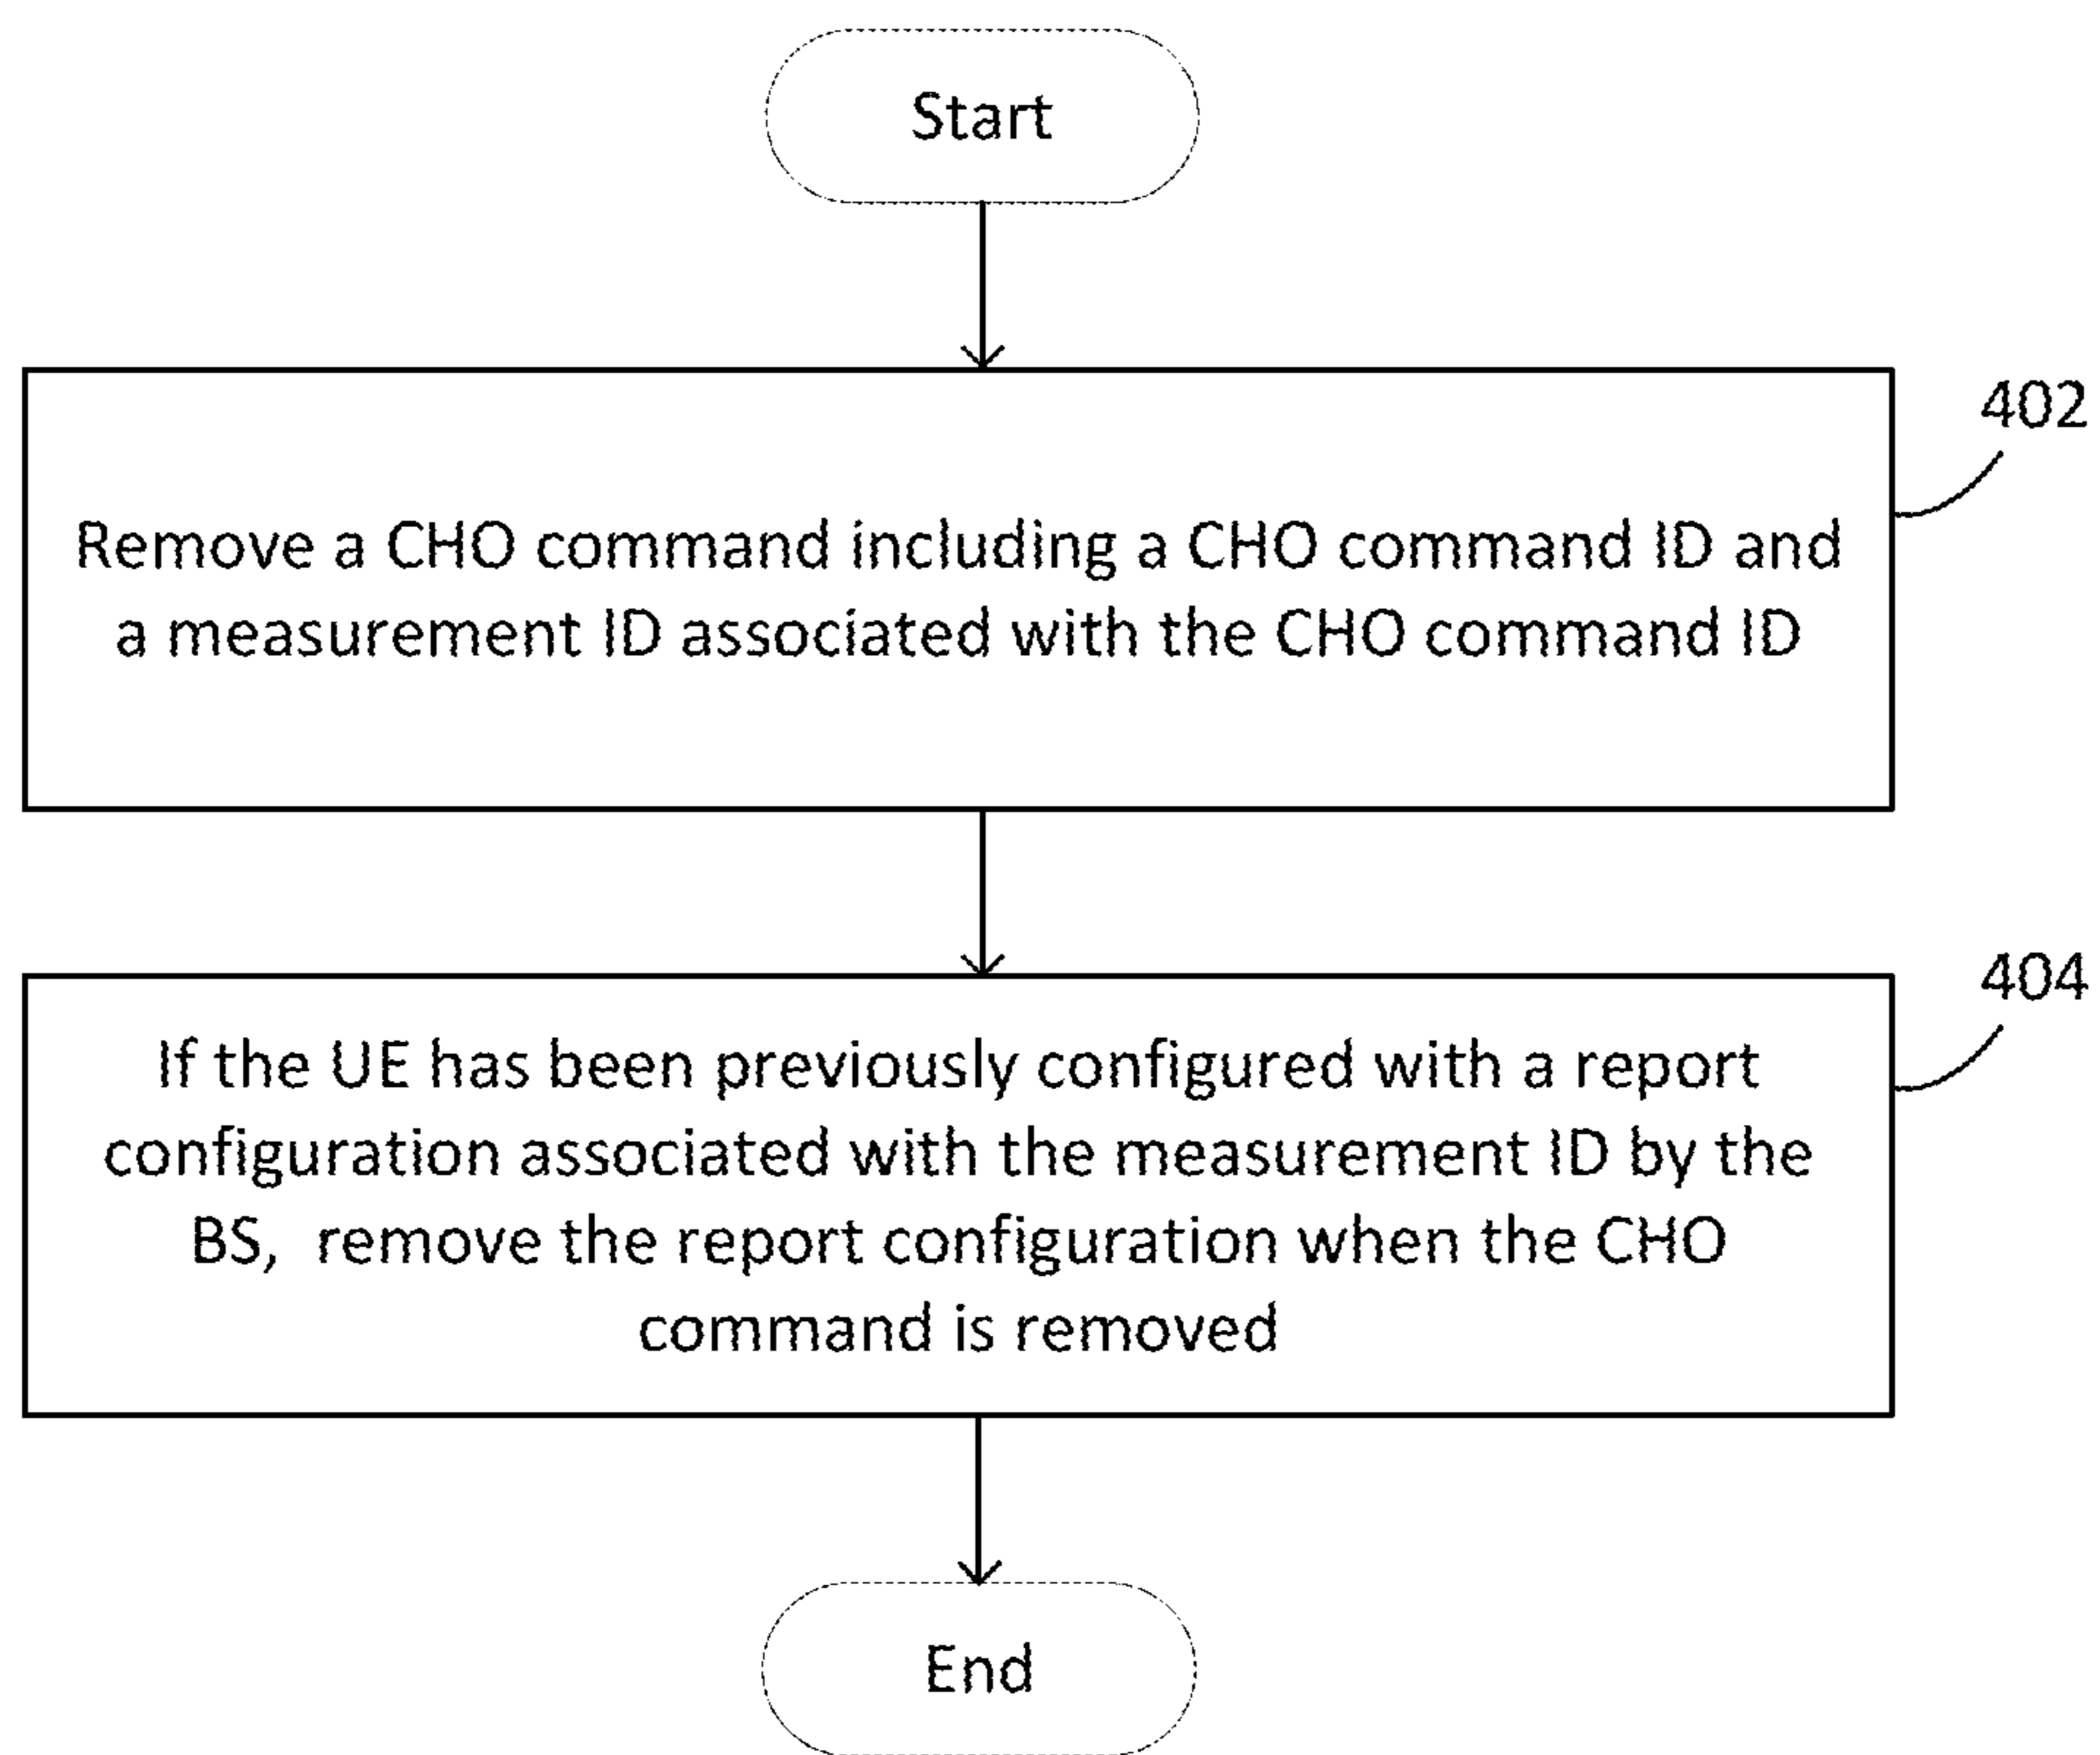 Start
402
Remove a CHO command including a CHO command ID and
a measurement ID associated with the CHO command ID
404
If the UE has been previously configured with a report
configuration associated with the measurement ID by the
BS, remove the report configuration when the CHO
command is removed
End